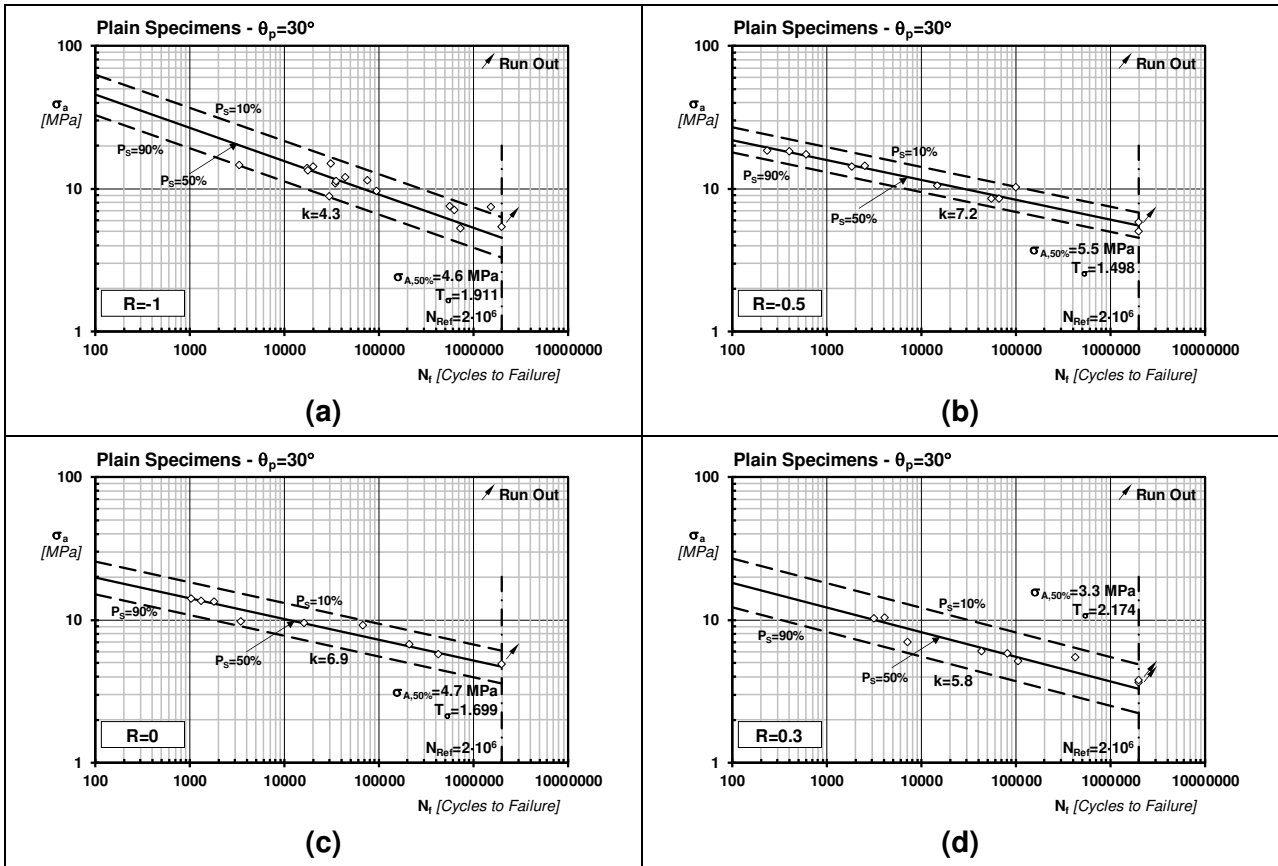 Plain Specimens - θp=30°
100
10
1
σa
[MPa]
Run Out
PS=10%
PS=90%
PS=50%
k=4.3
σA,50%=4.6 MPa
Tσ=1.911
NRef=2·10⁶
R=-1
100 1000 10000 100000 1000000 10000000
Nf [Cycles to Failure]
(a)
Plain Specimens - θp=30°
100
10
1
σa
[MPa]
Run Out
PS=10%
PS=90%
PS=50%
k=7.2
σA,50%=5.5 MPa
Tσ=1.498
NRef=2·10⁶
R=-0.5
100 1000 10000 100000 1000000 10000000
Nf [Cycles to Failure]
(b)
Plain Specimens - θp=30°
100
10
1
σa
[MPa]
Run Out
PS=10%
PS=90%
PS=50%
k=6.9
σA,50%=4.7 MPa
Tσ=1.699
NRef=2·10⁶
R=0
100 1000 10000 100000 1000000 10000000
Nf [Cycles to Failure]
(c)
Plain Specimens - θp=30°
100
10
1
σa
[MPa]
Run Out
σA,50%=3.3 MPa
Tσ=2.174
PS=10%
PS=90%
PS=50%
k=5.8
NRef=2·10⁶
R=0.3
100 1000 10000 100000 1000000 10000000
Nf [Cycles to Failure]
(d)